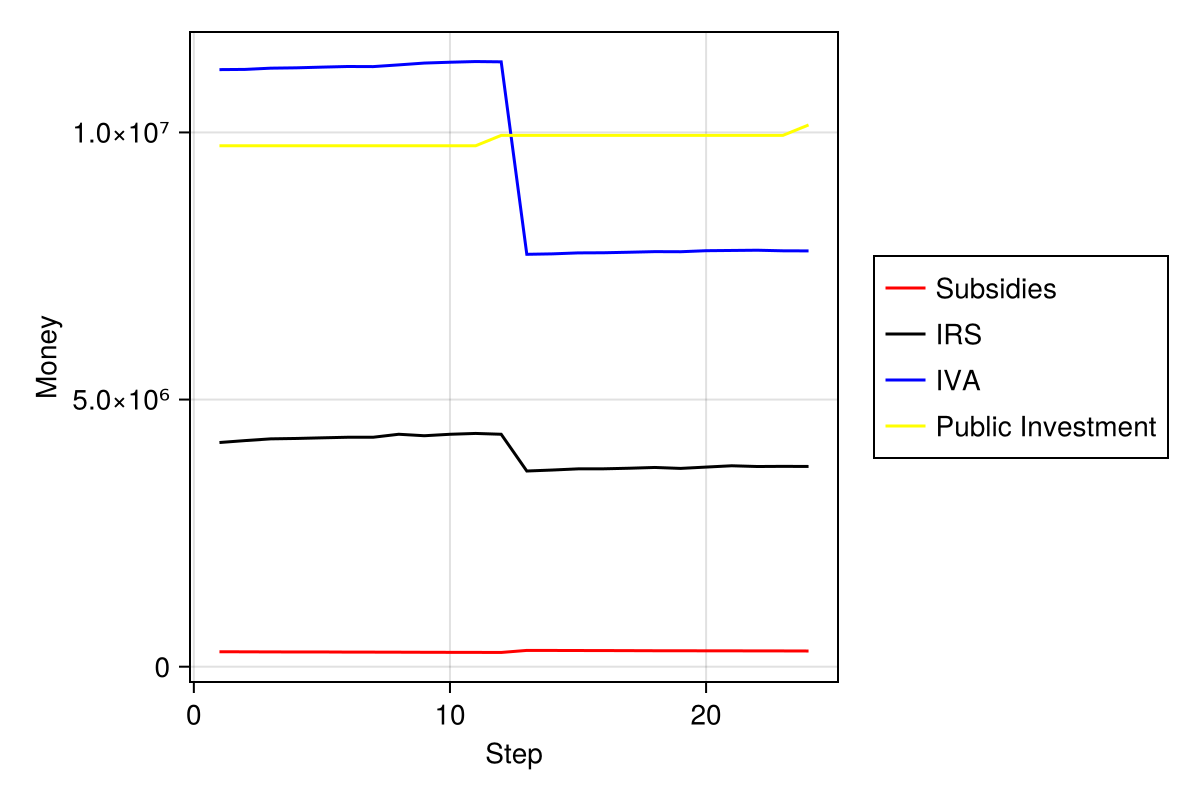 1.0×10⁷
5.0×10⁶
0
0
10
20
Money
Step
Subsidies
IRS
IVA
Public Investment